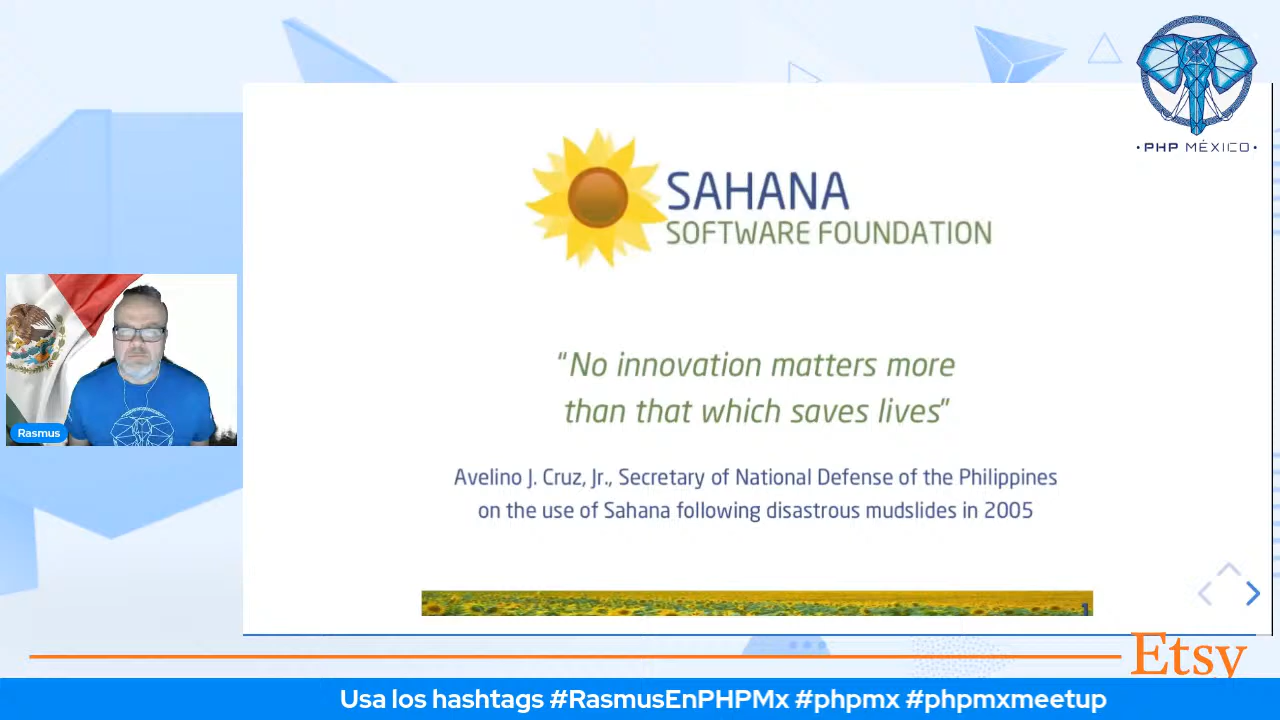 • PHP MÉXICO •
SAHANA
SOFTWARE FOUNDATION
“No innovation matters more
than that which saves lives”
Avelino J. Cruz, Jr., Secretary of National Defense of the Philippines
on the use of Sahana following disastrous mudslides in 2005
1
Rasmus
Etsy
Usa los hashtags #RasmusEnPHPMx #phpmx #phpmxmeetup